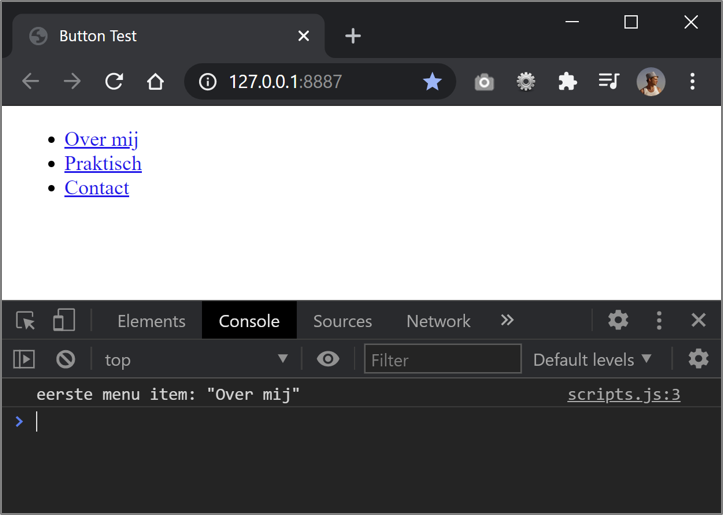 Button Test
127.0.0.1:8887
Over mij
Praktisch
Contact
Elements Console Sources Network
top Filter Default levels
eerste menu item: "Over mij" scripts.js:3